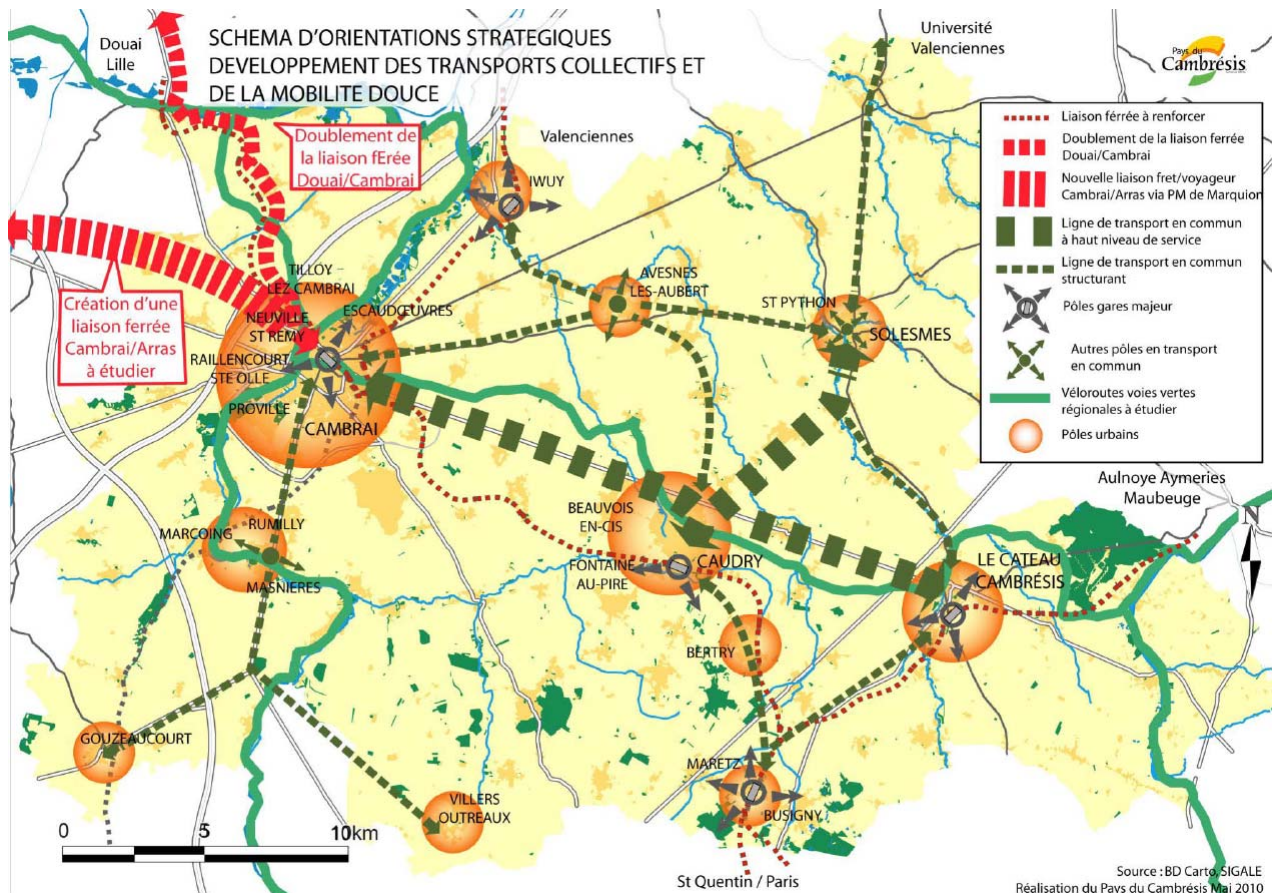 SCHEMA D'ORIENTATIONS STRATEGIQUES
DEVELOPPEMENT DES TRANSPORTS COLLECTIFS ET
DE LA MOBILITE DOUCE
Douai
Lille
Université
Valenciennes
Pays du
Cambrésis
Doublement de
la liaison fErée
Douai/Cambrai
Valenciennes
IWUY
Liaison ferrée à renforcer
Doublement de la liaison ferrée
Douai/Cambrai
Nouvelle liaison fret/voyageur
Cambrai/Arras via PM de Marquion
Ligne de transport en commun
à haut niveau de service
Ligne de transport en commun
structurant
Pôles gares majeur
Autres pôles en transport
en commun
Véloroutes voies vertes
régionales à étudier
Pôles urbains
Création d'une
liaison ferrée
Cambrai/Arras
à étudier
TILLOY –
LEZ CAMBRAI
NEUVILLE
ST REMY
ESCAUDŒUVRES
RAILLENCOURT
STE OLLE
PROVILLE
CAMBRAI
AVESNES
LES-AUBERT
ST PYTHON
SOLESMES
Aulnoye Aymeries
Maubeuge
N
BEAUVOIS
EN-CIS
FONTAINE
AU-PIRE
CAUDRY
LE CATEAU
CAMBRÉSIS
RUMILLY
MARCOING
MASNIERES
BERTRY
GOUZEAUCOURT
MARETZ
BUSIGNY
VILLERS
OUTREAUX
0 5 10km
St Quentin / Paris
Source : BD Carto, SIGALE
Réalisation du Pays du Cambrésis Mai 2010